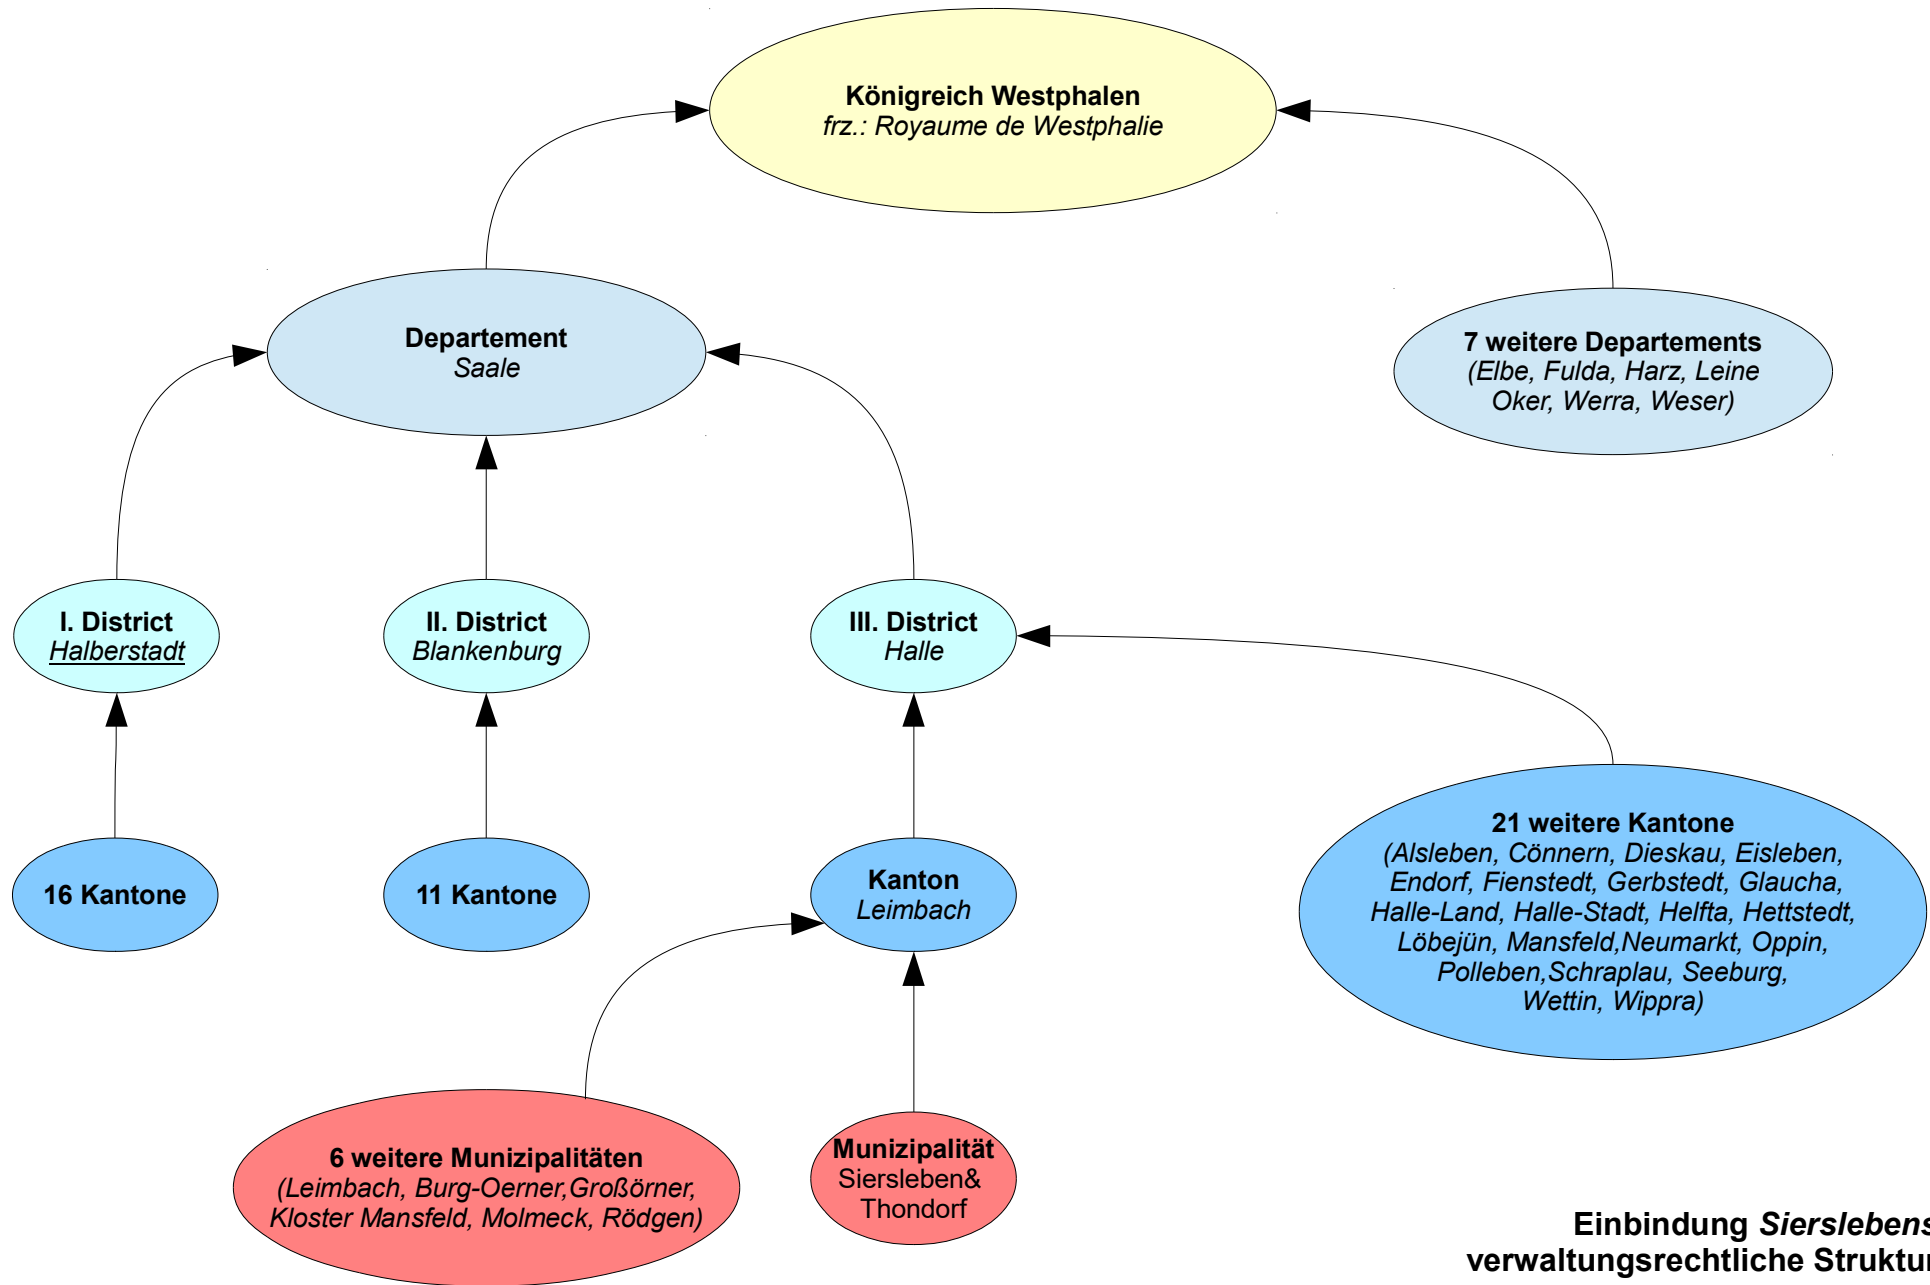 Königreich Westphalen
frz.: Royaume de Westphalie
Departement
Saale
7 weitere Departements
(Elbe, Fulda, Harz, Leine
Oker, Werra, Weser)
I. District
Halberstadt
II. District
Blankenburg
III. District
Halle
16 Kantone
11 Kantone
Kanton
Leimbach
21 weitere Kantone
(Alsleben, Cönnern, Dieskau, Eisleben,
Endorf, Fienstedt, Gerbstedt, Glaucha,
Halle-Land, Halle-Stadt, Helfta, Hettstedt,
Löbejün, Mansfeld,Neumarkt, Oppin,
Polleben,Schraplau, Seeburg,
Wettin, Wippra)
6 weitere Munizipalitäten
(Leimbach, Burg-Oerner,Großörner,
Kloster Mansfeld, Molmeck, Rödgen)
Munizipalität
Siersleben&
Thondorf
Einbindung Sierslebens
verwaltungsrechtliche Struktur